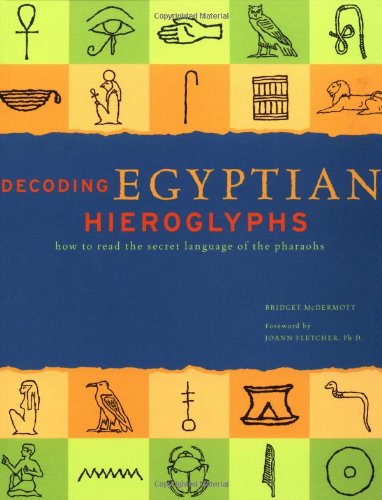 DECODING EGYPTIAN
HIEROGLYPHS
how to read the secret language of the pharaohs
BRIDGET McDERMOTT
Foreword by
JOANN FLETCHER, Ph.D.